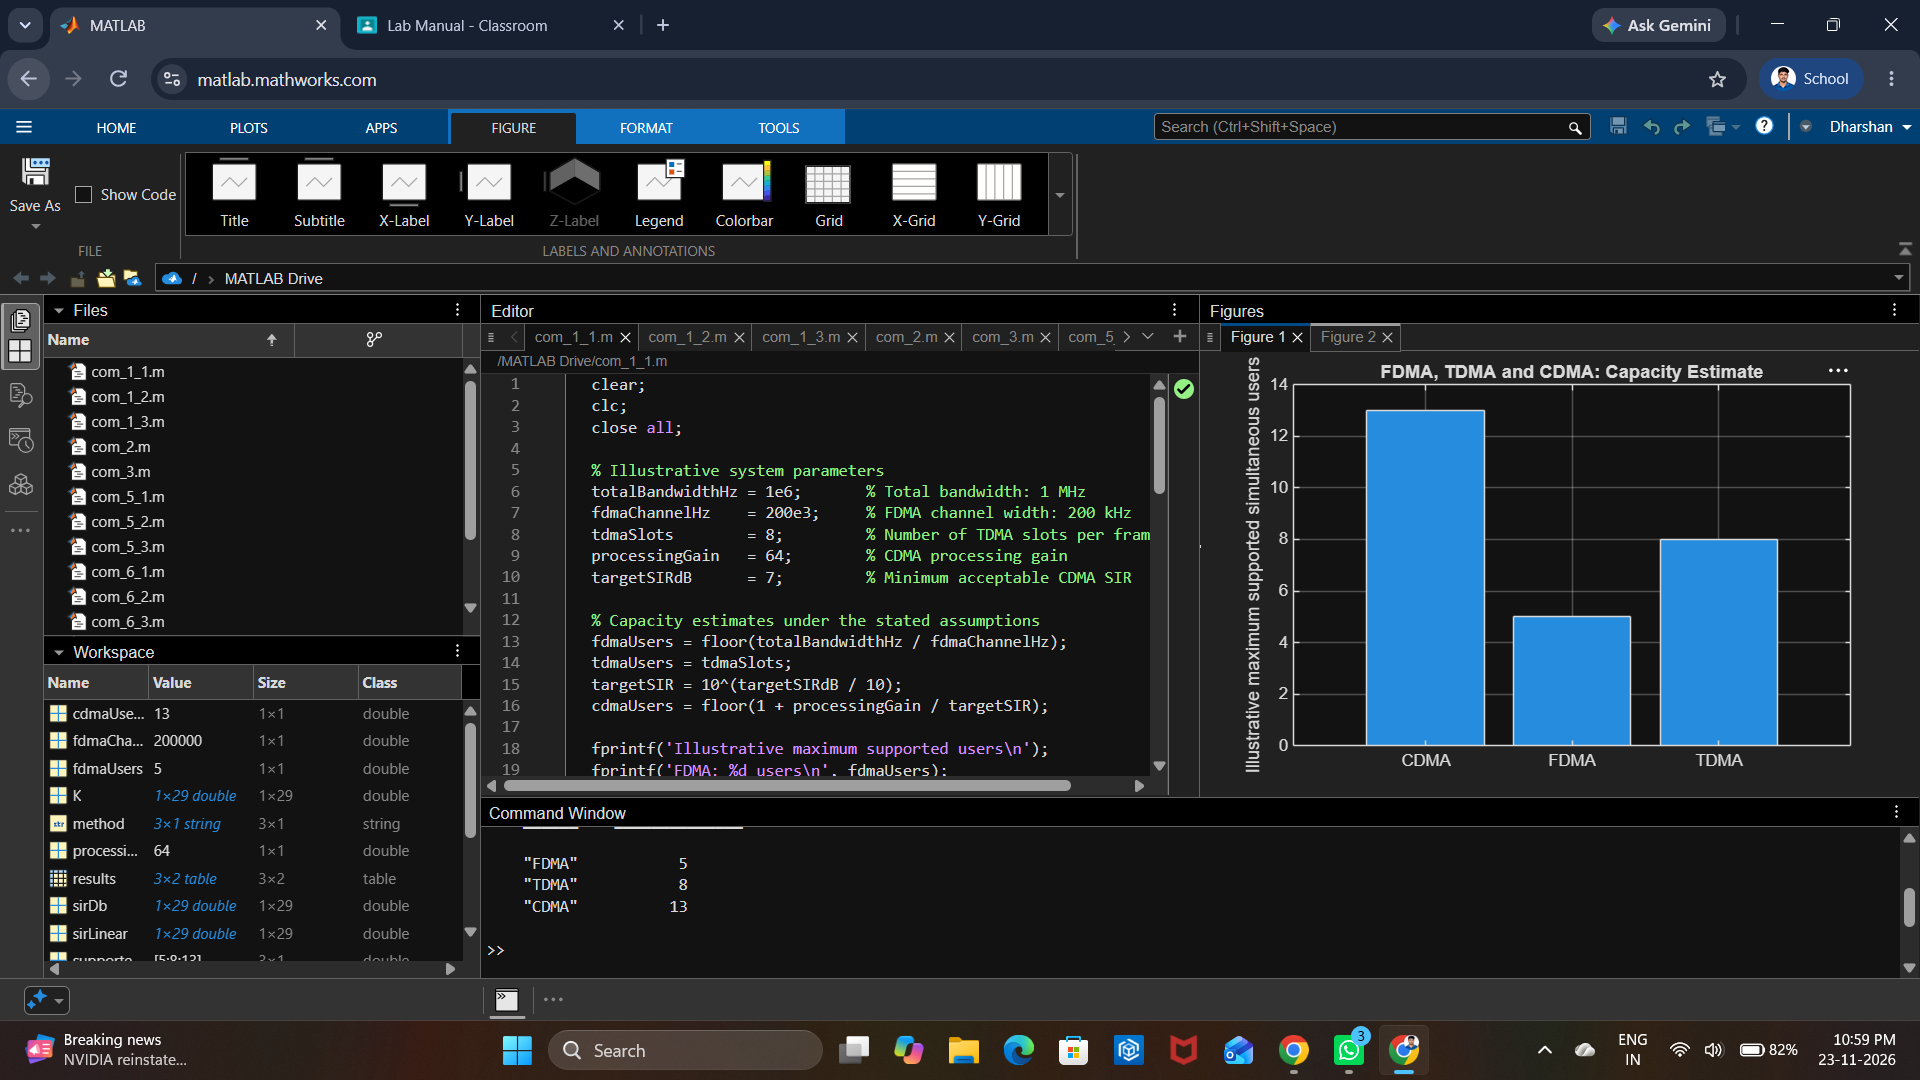 MATLAB
Lab Manual - Classroom
Ask Gemini
matlab.mathworks.com
School
HOME
PLOTS
APPS
FIGURE
FORMAT
TOOLS
Search (Ctrl+Shift+Space)
Dharshan
Save As
Show Code
Title
Subtitle
X-Label
Y-Label
Z-Label
Legend
Colorbar
Grid
X-Grid
Y-Grid
FILE
LABELS AND ANNOTATIONS
/ › MATLAB Drive
Files
Name
com_1_1.m
com_1_2.m
com_1_3.m
com_2.m
com_3.m
com_5_1.m
com_5_2.m
com_5_3.m
com_6_1.m
com_6_2.m
com_6_3.m
Workspace
Name Value Size Class
cdmaUse... 13 1×1 double
fdmaCha... 200000 1×1 double
fdmaUsers 5 1×1 double
K 1×29 double 1×29 double
method 3×1 string 3×1 string
processi... 64 1×1 double
results 3×2 table 3×2 table
sirDb 1×29 double 1×29 double
sirLinear 1×29 double 1×29 double
supporte... [5;8;13] 3×1 double
Editor
com_1_1.m com_1_2.m com_1_3.m com_2.m com_3.m com_5_
/MATLAB Drive/com_1_1.m
1 clear;
2 clc;
3 close all;
4
5 % Illustrative system parameters
6 totalBandwidthHz = 1e6; % Total bandwidth: 1 MHz
7 fdmaChannelHz = 200e3; % FDMA channel width: 200 kHz
8 tdmaSlots = 8; % Number of TDMA slots per fram
9 processingGain = 64; % CDMA processing gain
10 targetSIRdB = 7; % Minimum acceptable CDMA SIR
11
12 % Capacity estimates under the stated assumptions
13 fdmaUsers = floor(totalBandwidthHz / fdmaChannelHz);
14 tdmaUsers = tdmaSlots;
15 targetSIR = 10^(targetSIRdB / 10);
16 cdmaUsers = floor(1 + processingGain / targetSIR);
17
18 fprintf('Illustrative maximum supported users\n');
19 fprintf('FDMA: %d users\n', fdmaUsers);
Figures
Figure 1 Figure 2
FDMA, TDMA and CDMA: Capacity Estimate
Illustrative maximum supported simultaneous users
14
12
10
8
6
4
2
0
CDMA FDMA TDMA
Command Window
"FDMA" 5
"TDMA" 8
"CDMA" 13
>>
Breaking news
NVIDIA reinstate...
Search
3
ENG
IN
82%
10:59 PM
23-11-2026